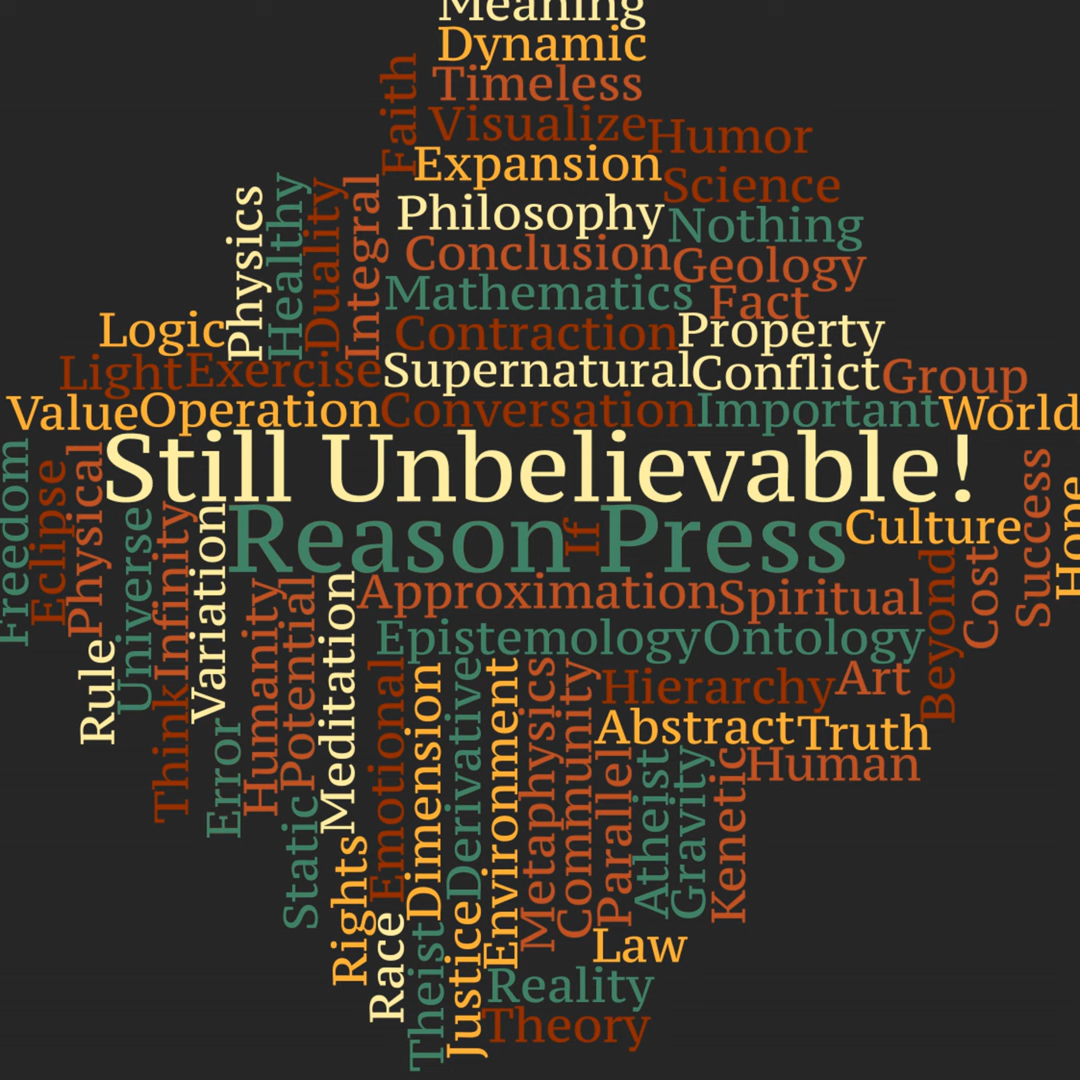 Meaning
Dynamic
Timeless
Faith
Visualize
Humor
Expansion
Science
Physics
Healthy
Duality
Integral
Philosophy
Nothing
Conclusion
Geology
Mathematics
Fact
Logic
Contraction
Property
Light
Exercise
Supernatural
Conflict
Group
Value
Operation
Conversation
Important
World
Still Unbelievable!
Freedom
Eclipse
Physical
Universe
Infinity
Variation
Reason Press
If
Culture
Success
Hope
Approximation
Spiritual
Beyond
Cost
Epistemology
Ontology
Rule
Think
Error
Humanity
Potential
Meditation
Static
Emotional
Dimension
Derivative
Environment
Metaphysics
Community
Hierarchy
Art
Abstract
Truth
Human
Parallel
Atheist
Gravity
Kenetic
Rights
Race
Theist
Justice
Law
Reality
Theory